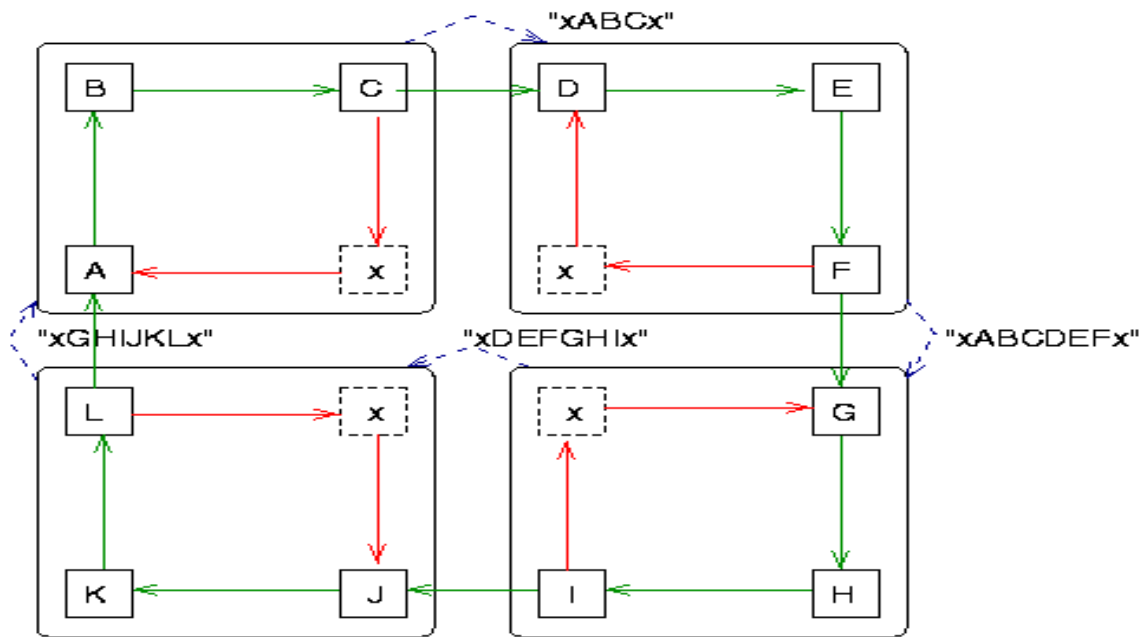 "xABCx"
B C D E
A x x F
"xGHIJKLx" "xDEFGHIx" "xABCDEFx"
L x x G
K J I H